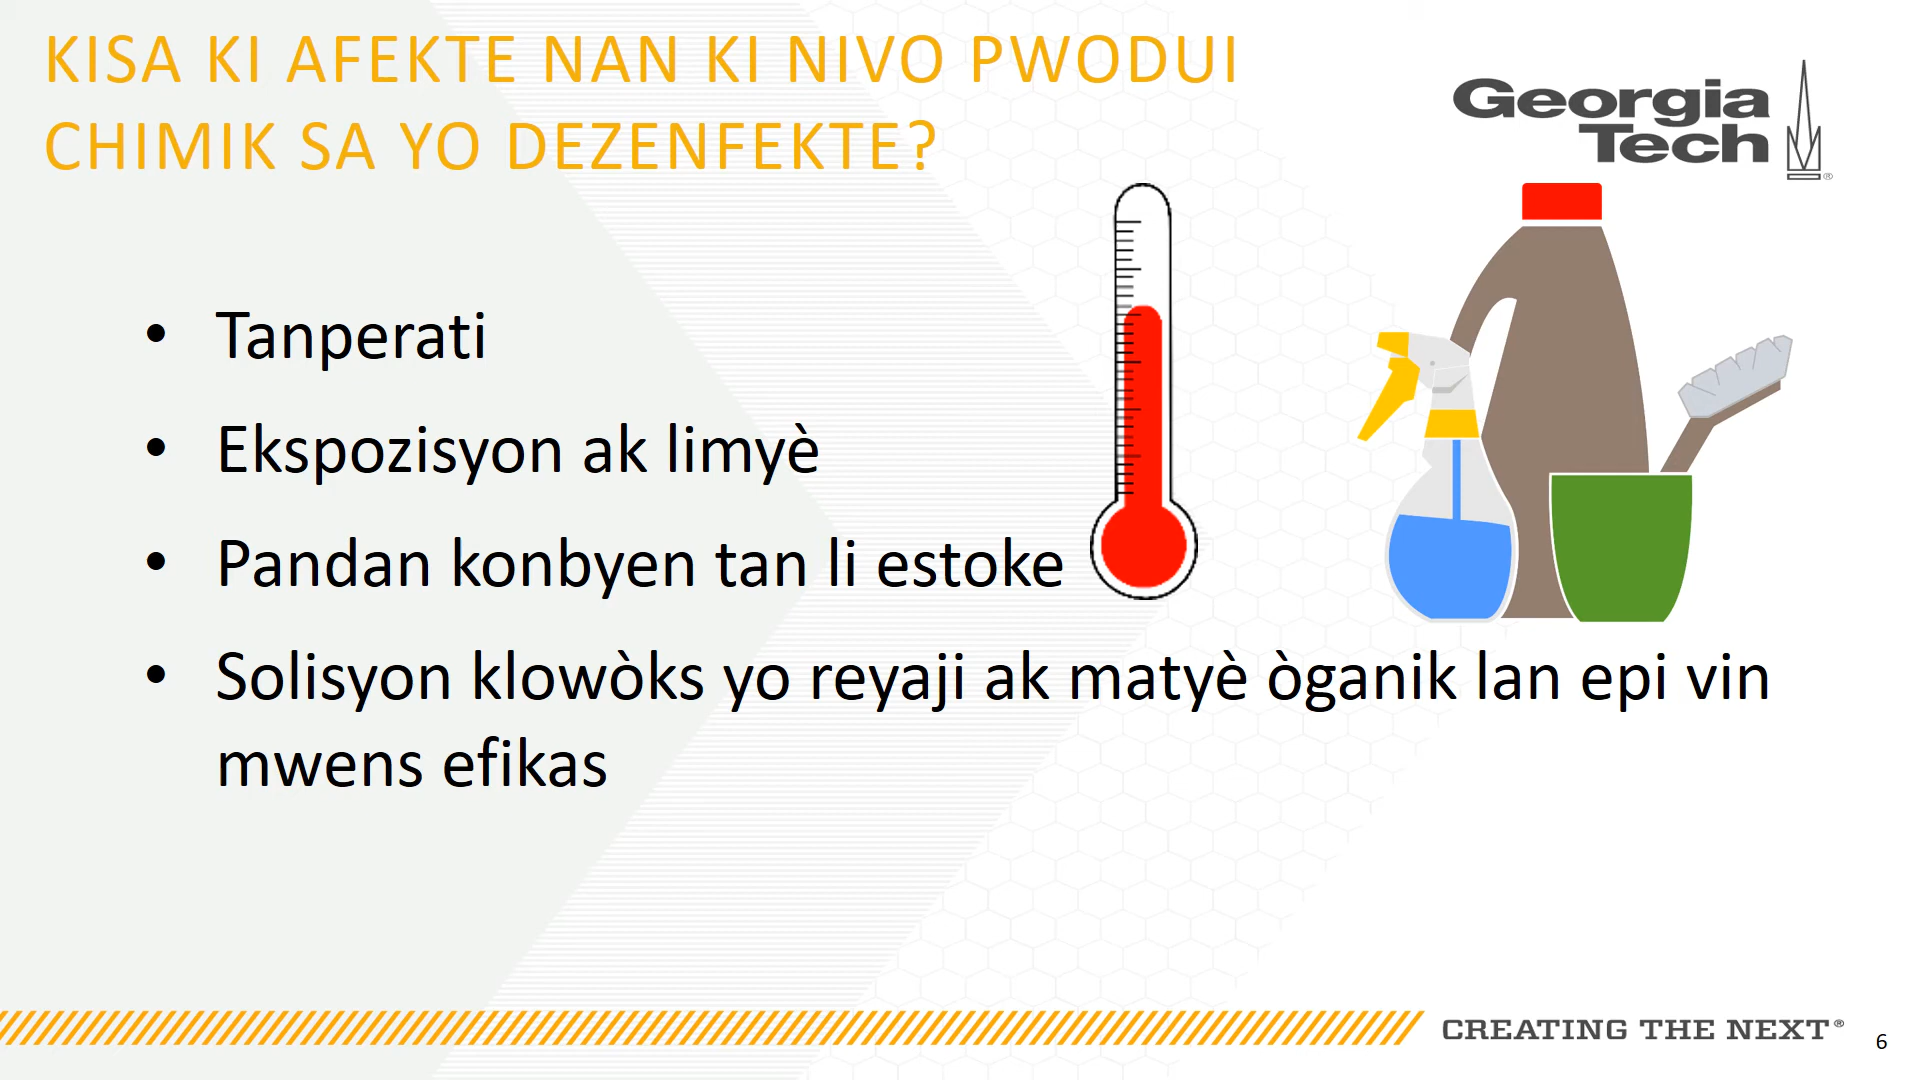 KISA KI AFEKTE NAN KI NIVO PWODUI
CHIMIK SA YO DEZENFEKTE?
Georgia
Tech
®
• Tanperati
• Ekspozisyon ak limyè
• Pandan konbyen tan li estoke
• Solisyon klowòks yo reyaji ak matyè òganik lan epi vin
mwens efikas
CREATING THE NEXT®
6